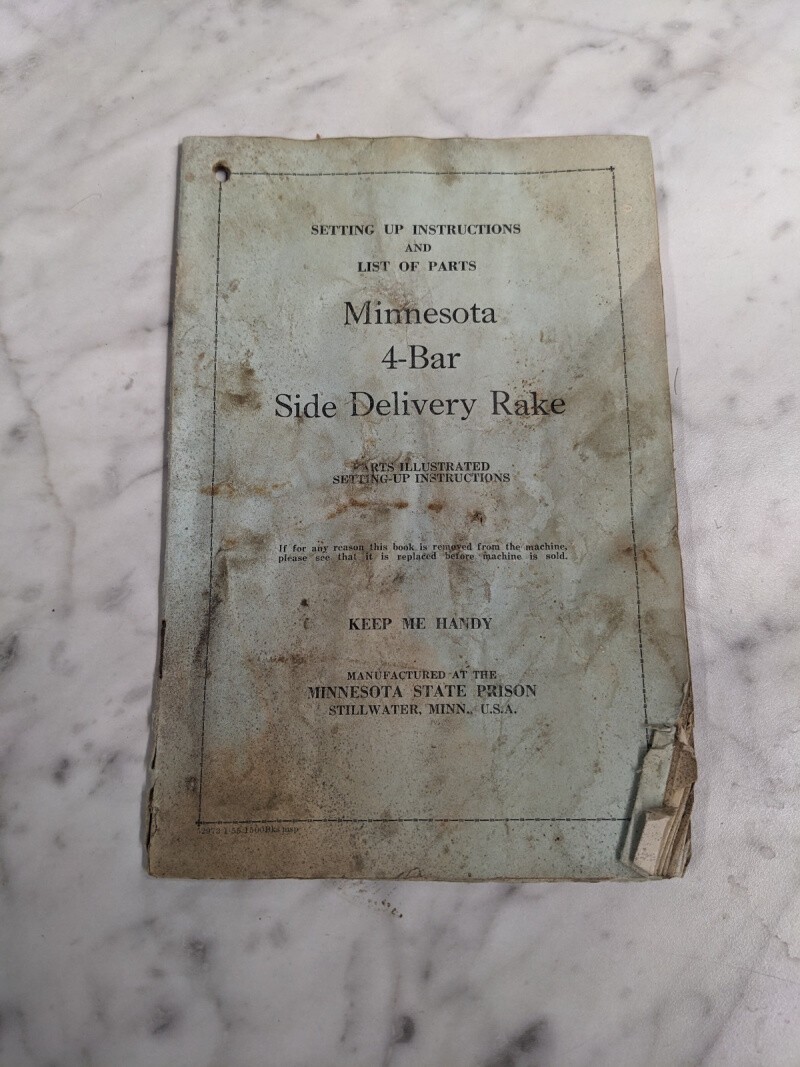 SETTING UP INSTRUCTIONS
AND
LIST OF PARTS
Minnesota
4-Bar
Side Delivery Rake
PARTS ILLUSTRATED
SETTING-UP INSTRUCTIONS
If for any reason this book is removed from the machine,
please see that it is replaced before machine is sold.
KEEP ME HANDY
MANUFACTURED AT THE
MINNESOTA STATE PRISON
STILLWATER, MINN., U.S.A.